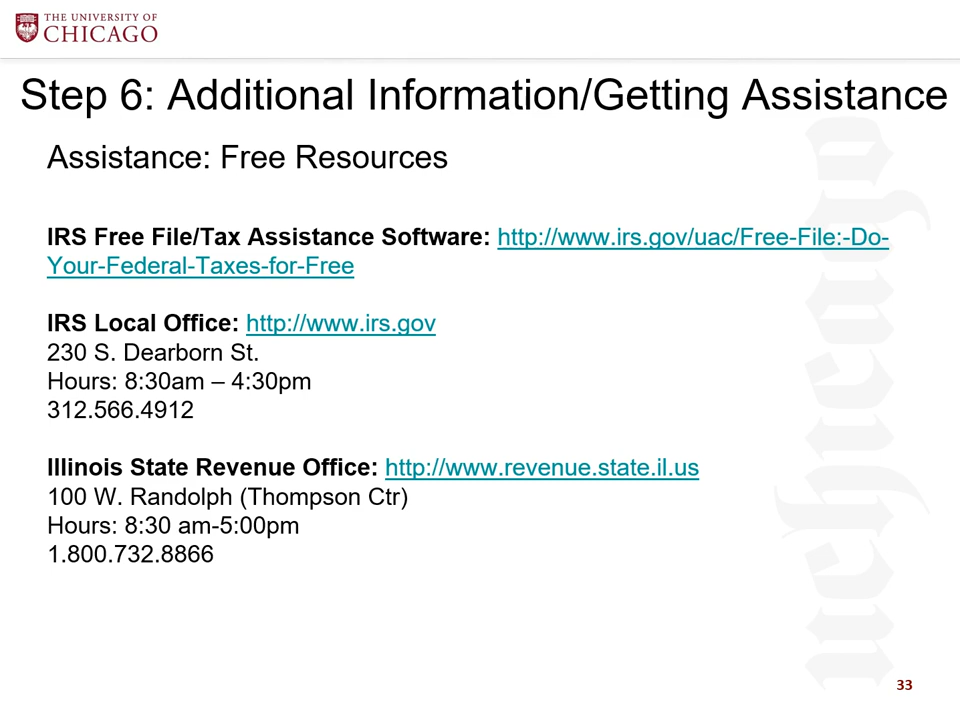 THE UNIVERSITY OF
CHICAGO
Step 6: Additional Information/Getting Assistance
Assistance: Free Resources
IRS Free File/Tax Assistance Software: http://www.irs.gov/uac/Free-File:-Do-
Your-Federal-Taxes-for-Free
IRS Local Office: http://www.irs.gov
230 S. Dearborn St.
Hours: 8:30am – 4:30pm
312.566.4912
Illinois State Revenue Office: http://www.revenue.state.il.us
100 W. Randolph (Thompson Ctr)
Hours: 8:30 am-5:00pm
1.800.732.8866
uchicago
33